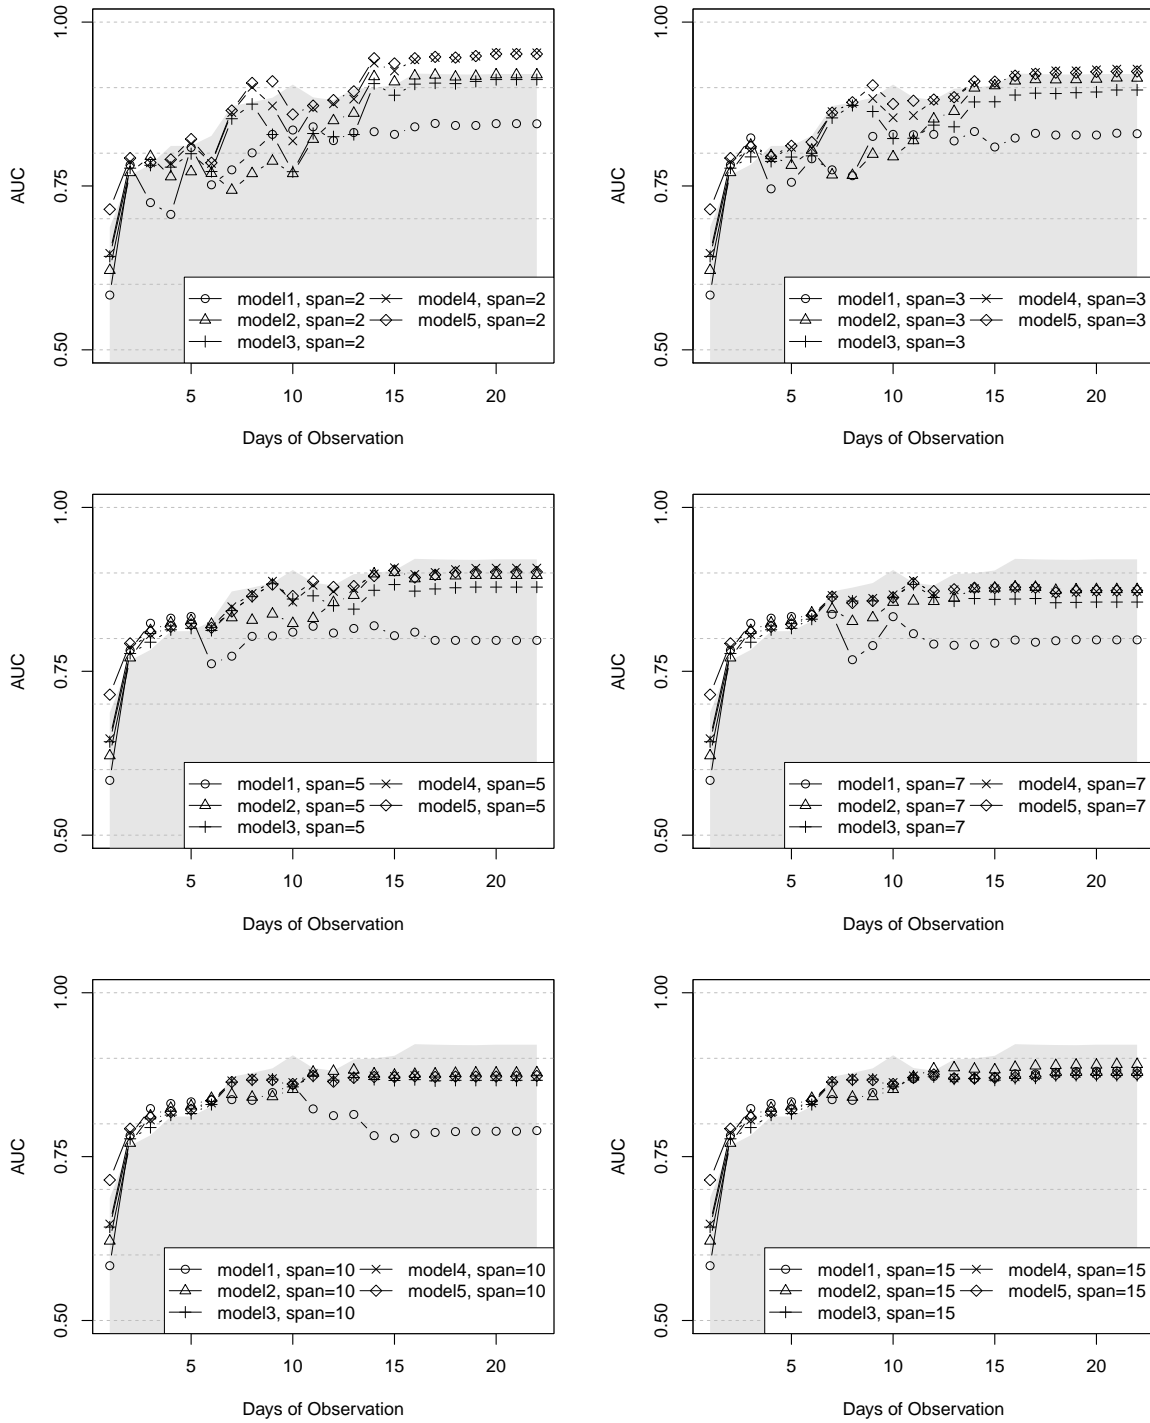 1.00
0.75
0.50
AUC
model1, span=2 model4, span=2
model2, span=2 model5, span=2
model3, span=2
5 10 15 20
Days of Observation
1.00
0.75
0.50
AUC
model1, span=3 model4, span=3
model2, span=3 model5, span=3
model3, span=3
5 10 15 20
Days of Observation
1.00
0.75
0.50
AUC
model1, span=5 model4, span=5
model2, span=5 model5, span=5
model3, span=5
5 10 15 20
Days of Observation
1.00
0.75
0.50
AUC
model1, span=7 model4, span=7
model2, span=7 model5, span=7
model3, span=7
5 10 15 20
Days of Observation
1.00
0.75
0.50
AUC
model1, span=10 model4, span=10
model2, span=10 model5, span=10
model3, span=10
5 10 15 20
Days of Observation
1.00
0.75
0.50
AUC
model1, span=15 model4, span=15
model2, span=15 model5, span=15
model3, span=15
5 10 15 20
Days of Observation